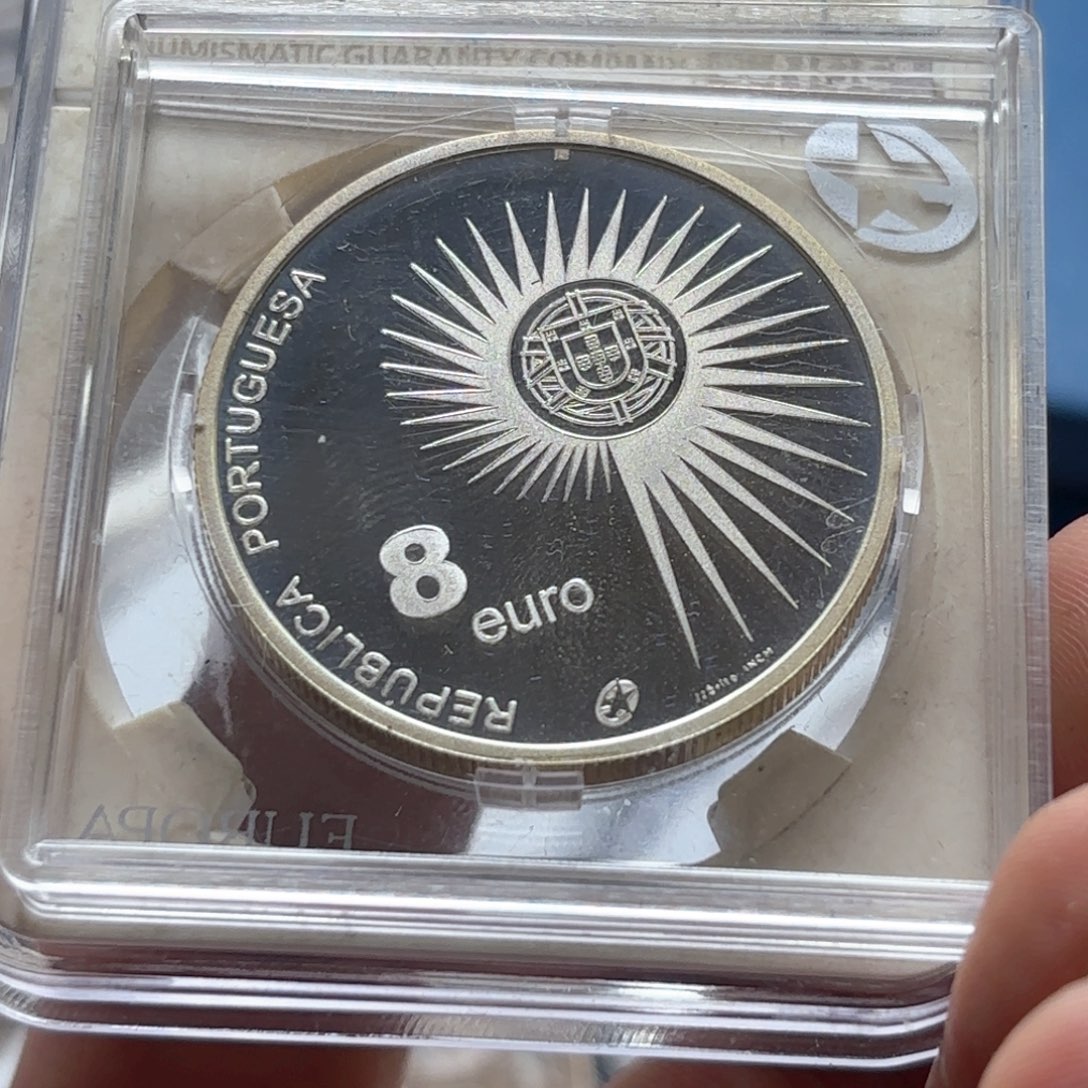 NUMISMATIC GUARANTY COMPANY
REPÚBLICA PORTUGUESA
8 euro
INCM
EUROPA